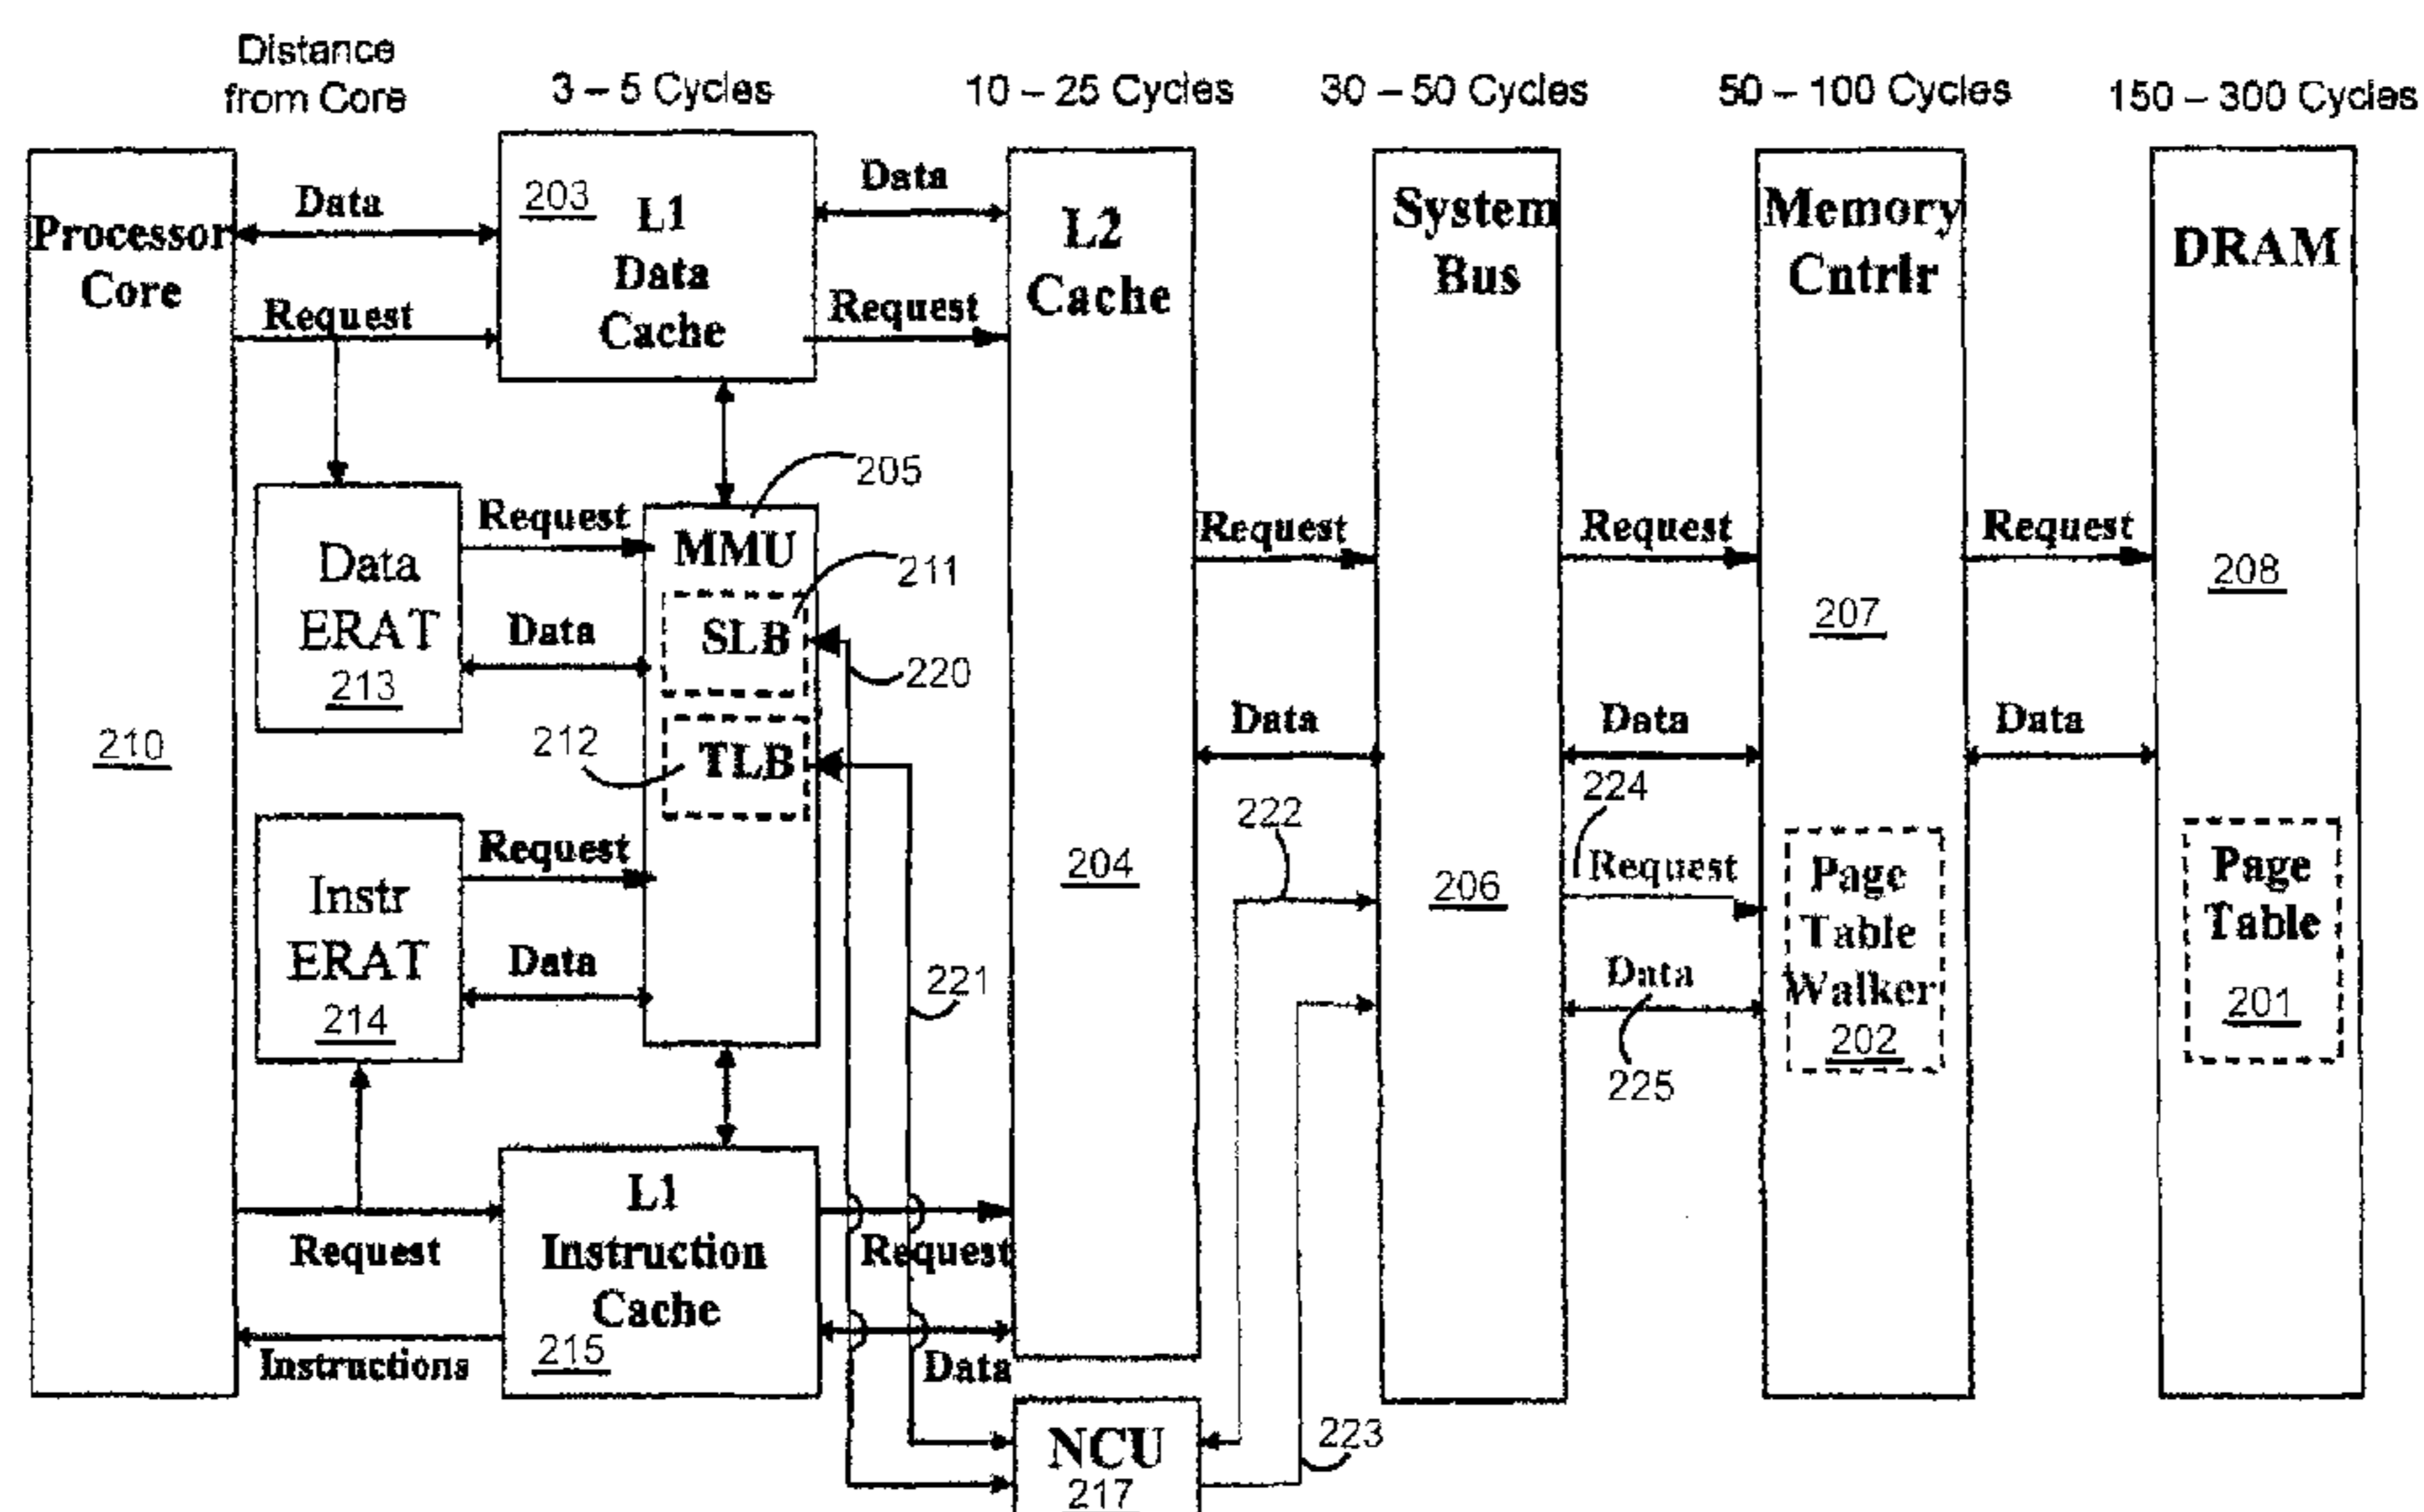 Distance
from Core
3 – 5 Cycles
10 – 25 Cycles
30 – 50 Cycles
50 – 100 Cycles
150 – 300 Cycles
Processor
Core
210
Data
Request
203
L1
Data
Cache
Data
Request
Data
ERAT
213
Request
Data
205
MMU
SLB
211
220
212
TLB
Instr
ERAT
214
Request
Data
221
Request
Instructions
L1
Instruction
Cache
215
Request
Data
L2
Cache
204
NCU
217
Request
Data
222
223
System
Bus
206
Request
Data
224
Request
Data
225
Memory
Cntrlr
207
Page
Table
Walker
202
Request
Data
DRAM
208
Page
Table
201